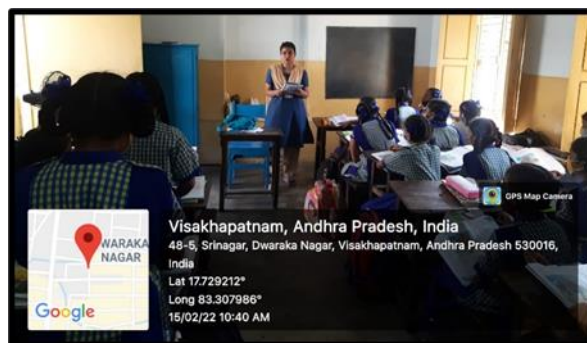 GPS Map Camera
WARAKA
NAGAR
Google
Visakhapatnam, Andhra Pradesh, India
48-5, Srinagar, Dwaraka Nagar, Visakhapatnam, Andhra Pradesh 530016,
India
Lat 17.729212°
Long 83.307986°
15/02/22 10:40 AM